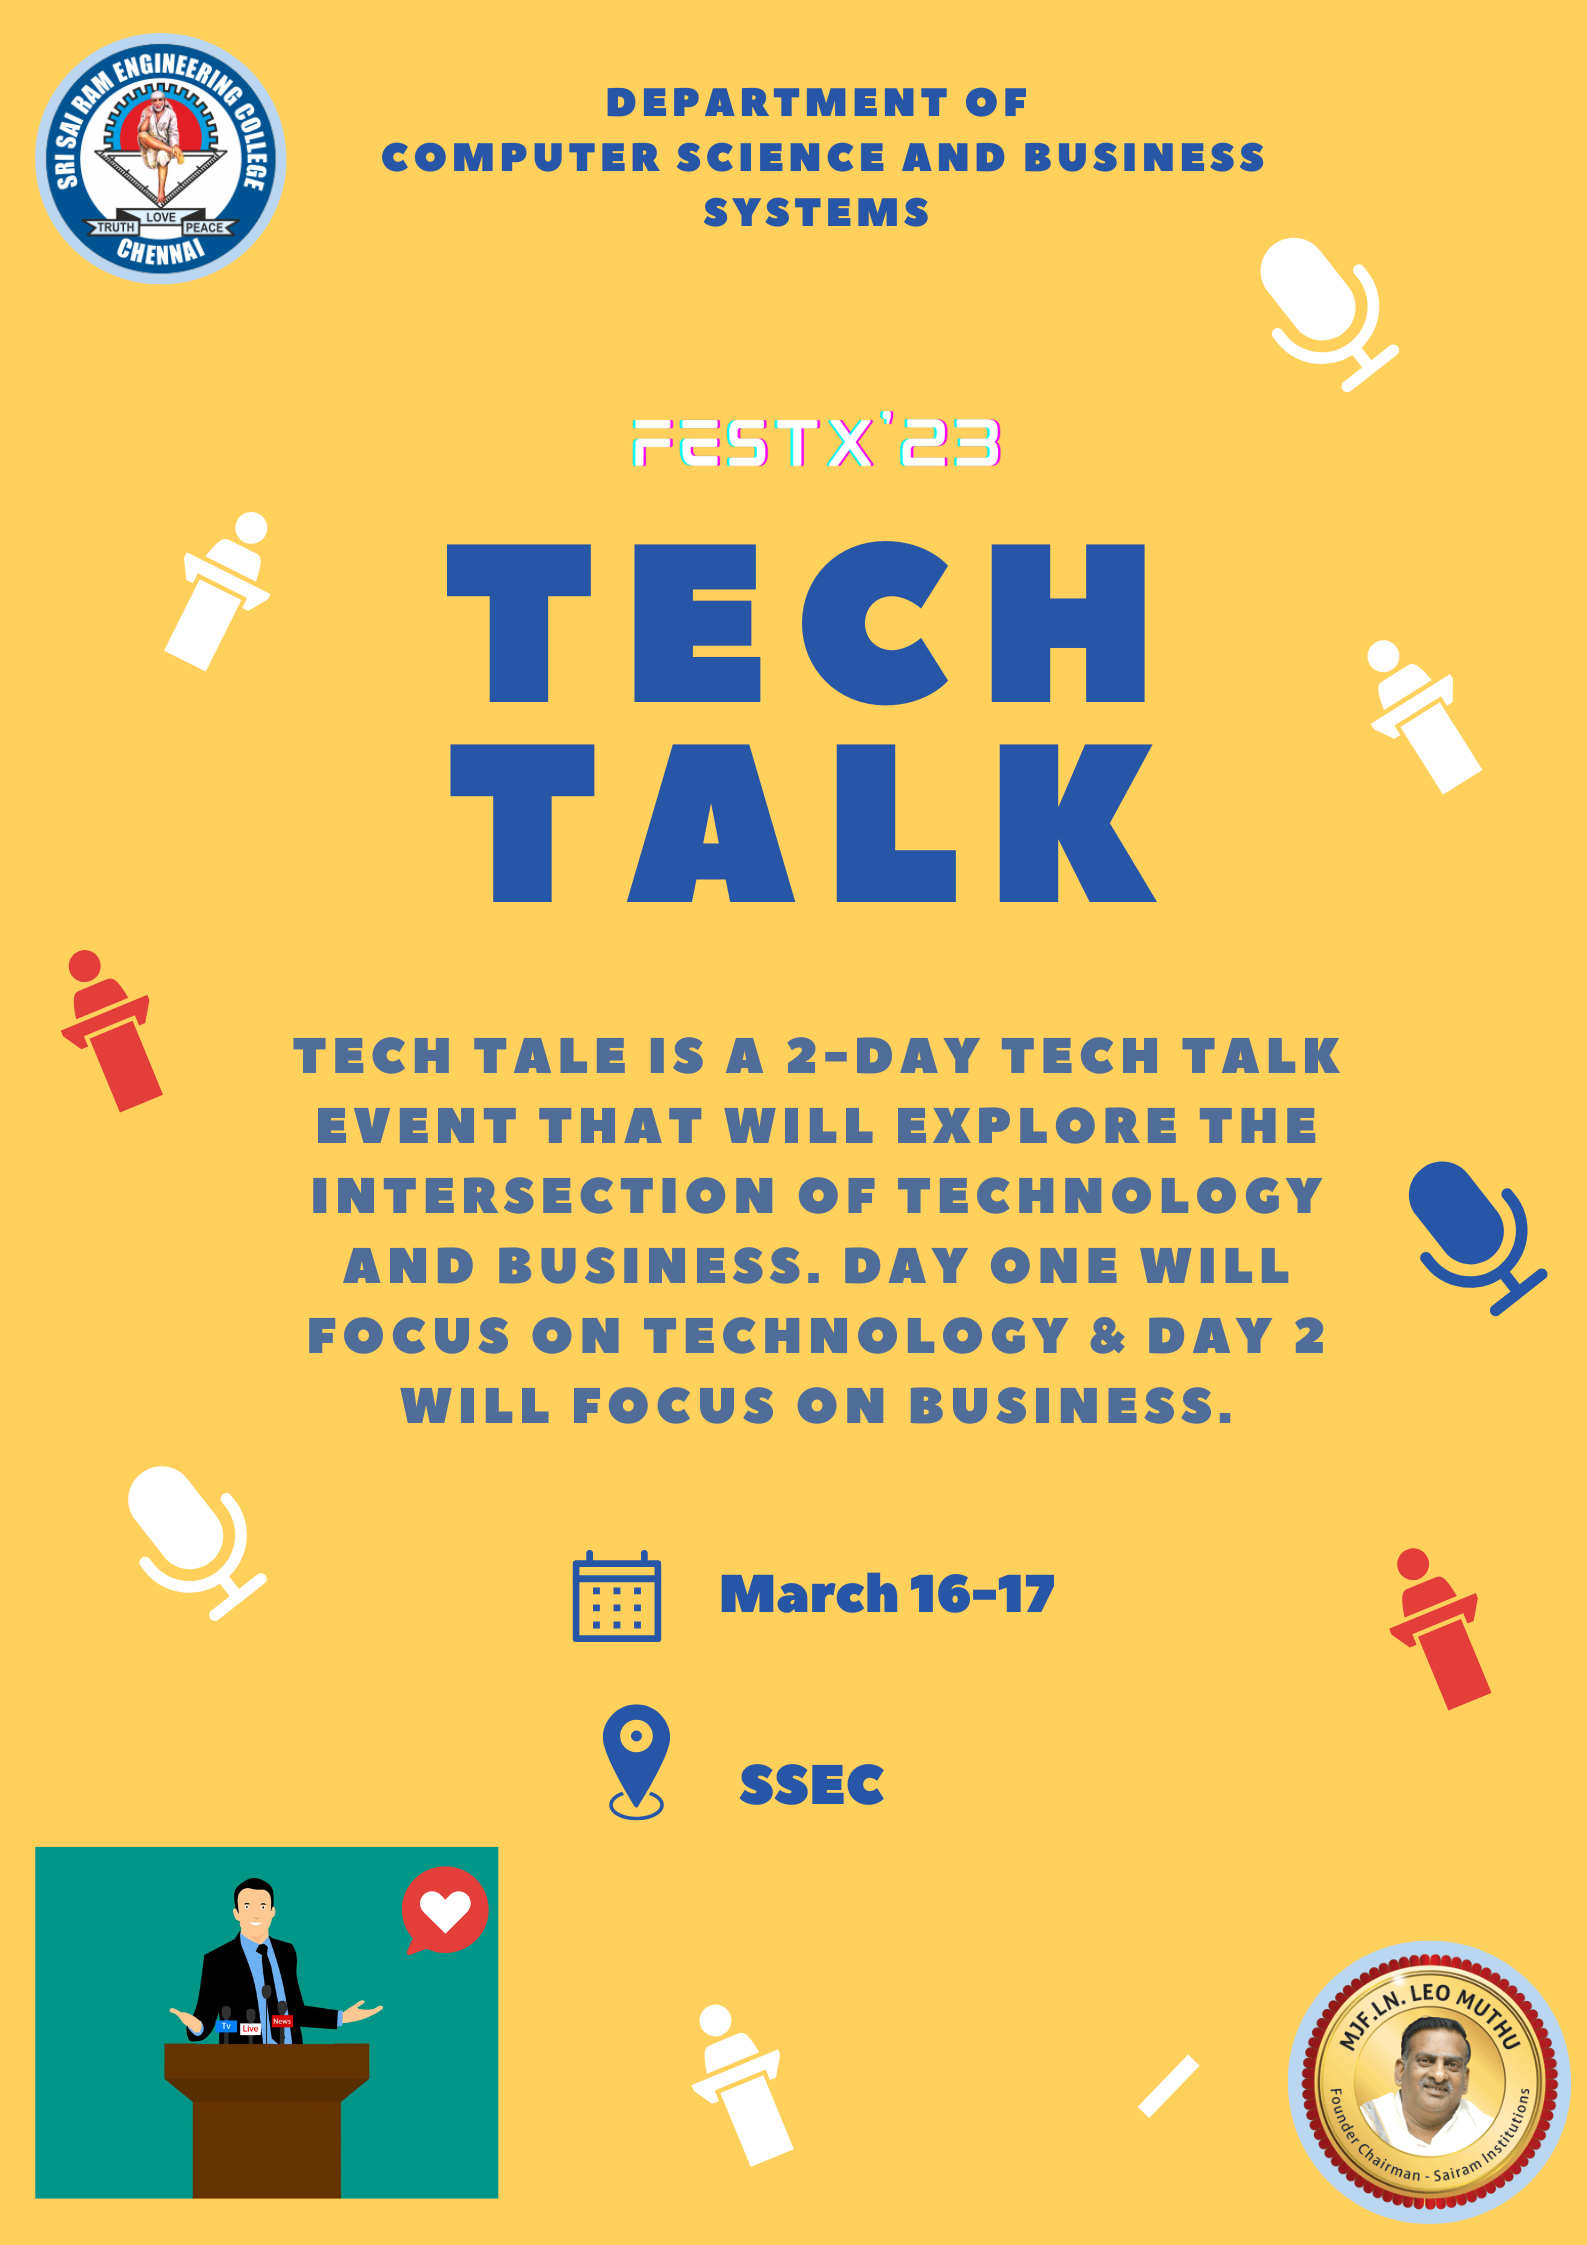 SRI SAI RAM ENGINEERING COLLEGE
LOVE
TRUTH PEACE
CHENNAI
DEPARTMENT OF
COMPUTER SCIENCE AND BUSINESS
SYSTEMS
FESTX'23
TECH
TALK
TECH TALE IS A 2-DAY TECH TALK
EVENT THAT WILL EXPLORE THE
INTERSECTION OF TECHNOLOGY
AND BUSINESS. DAY ONE WILL
FOCUS ON TECHNOLOGY & DAY 2
WILL FOCUS ON BUSINESS.
March 16-17
SSEC
Tv Live News
MJF.LN. LEO MUTHU
Founder Chairman - Sairam Institutions